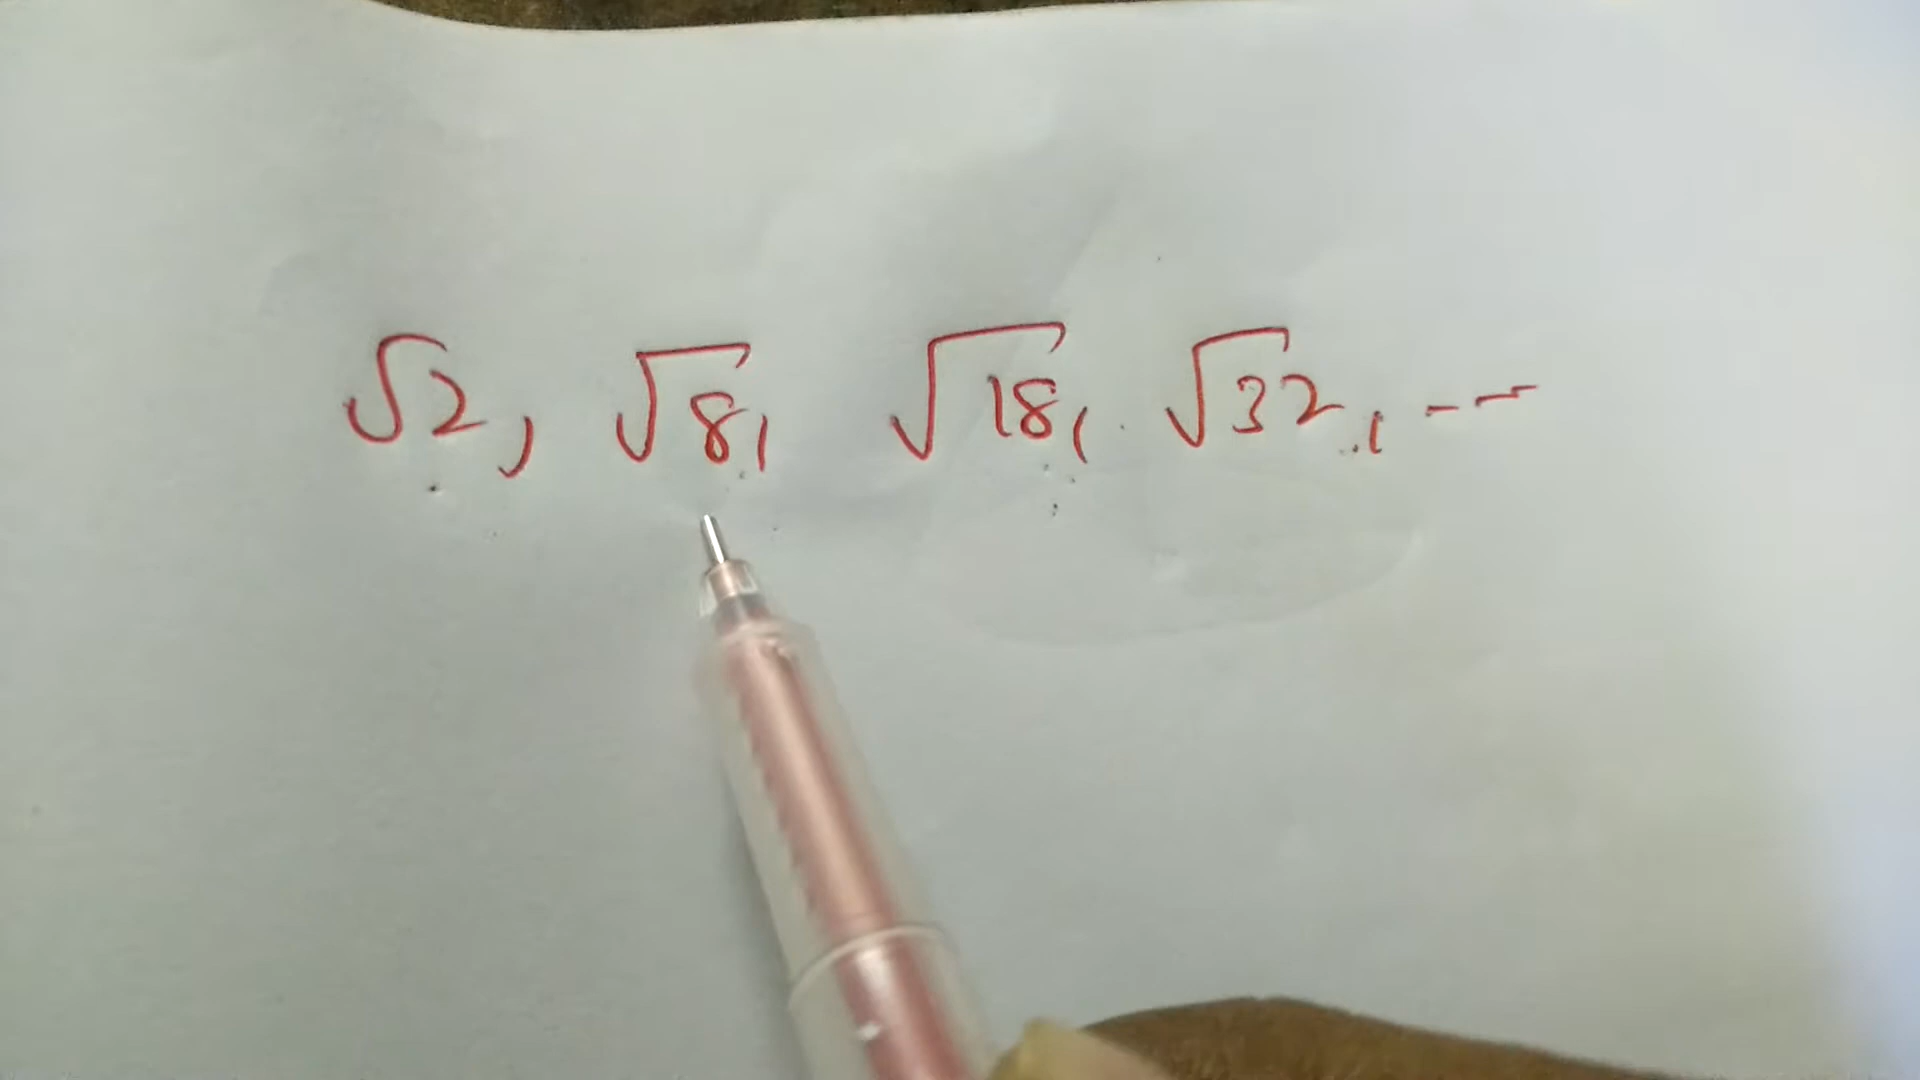 √2, √8, √18, √32, ---